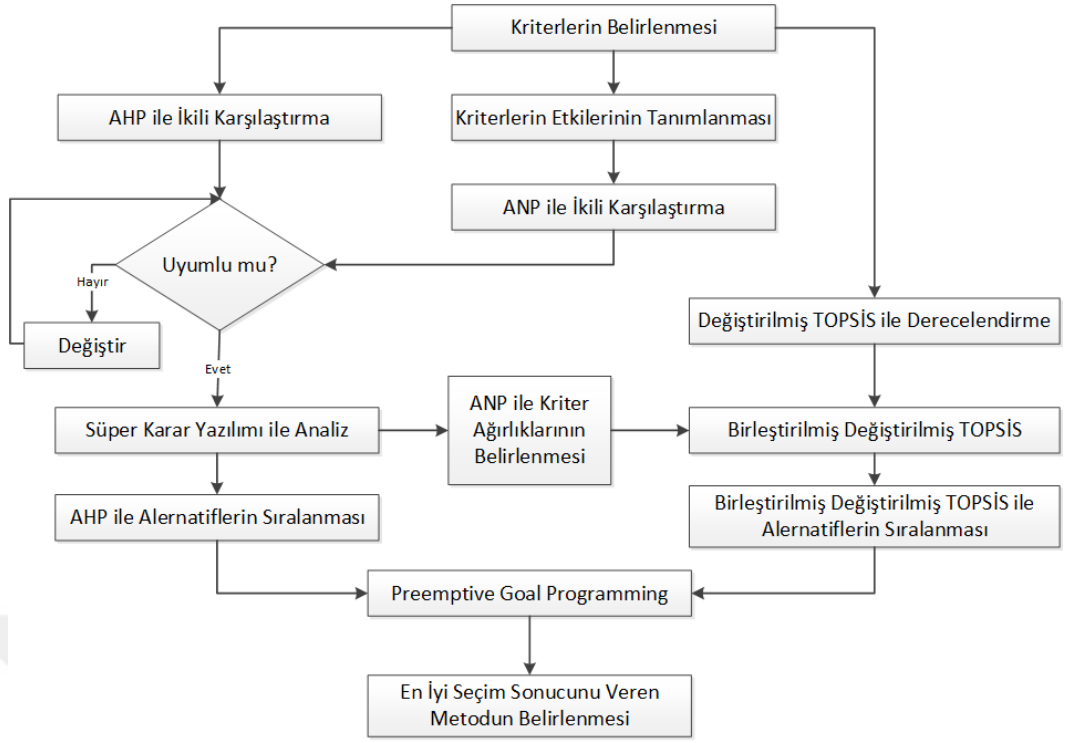 Kriterlerin Belirlenmesi
AHP ile İkili Karşılaştırma
Kriterlerin Etkilerinin Tanımlanması
ANP ile İkili Karşılaştırma
Uyumlu mu?
Hayır
Değiştir
Evet
Değiştirilmiş TOPSİS ile Derecelendirme
Süper Karar Yazılımı ile Analiz
ANP ile Kriter
Ağırlıklarının
Belirlenmesi
Birleştirilmiş Değiştirilmiş TOPSİS
AHP ile Alernatiflerin Sıralanması
Birleştirilmiş Değiştirilmiş TOPSİS ile
Alernatiflerin Sıralanması
Preemptive Goal Programming
En İyi Seçim Sonucunu Veren
Metodun Belirlenmesi